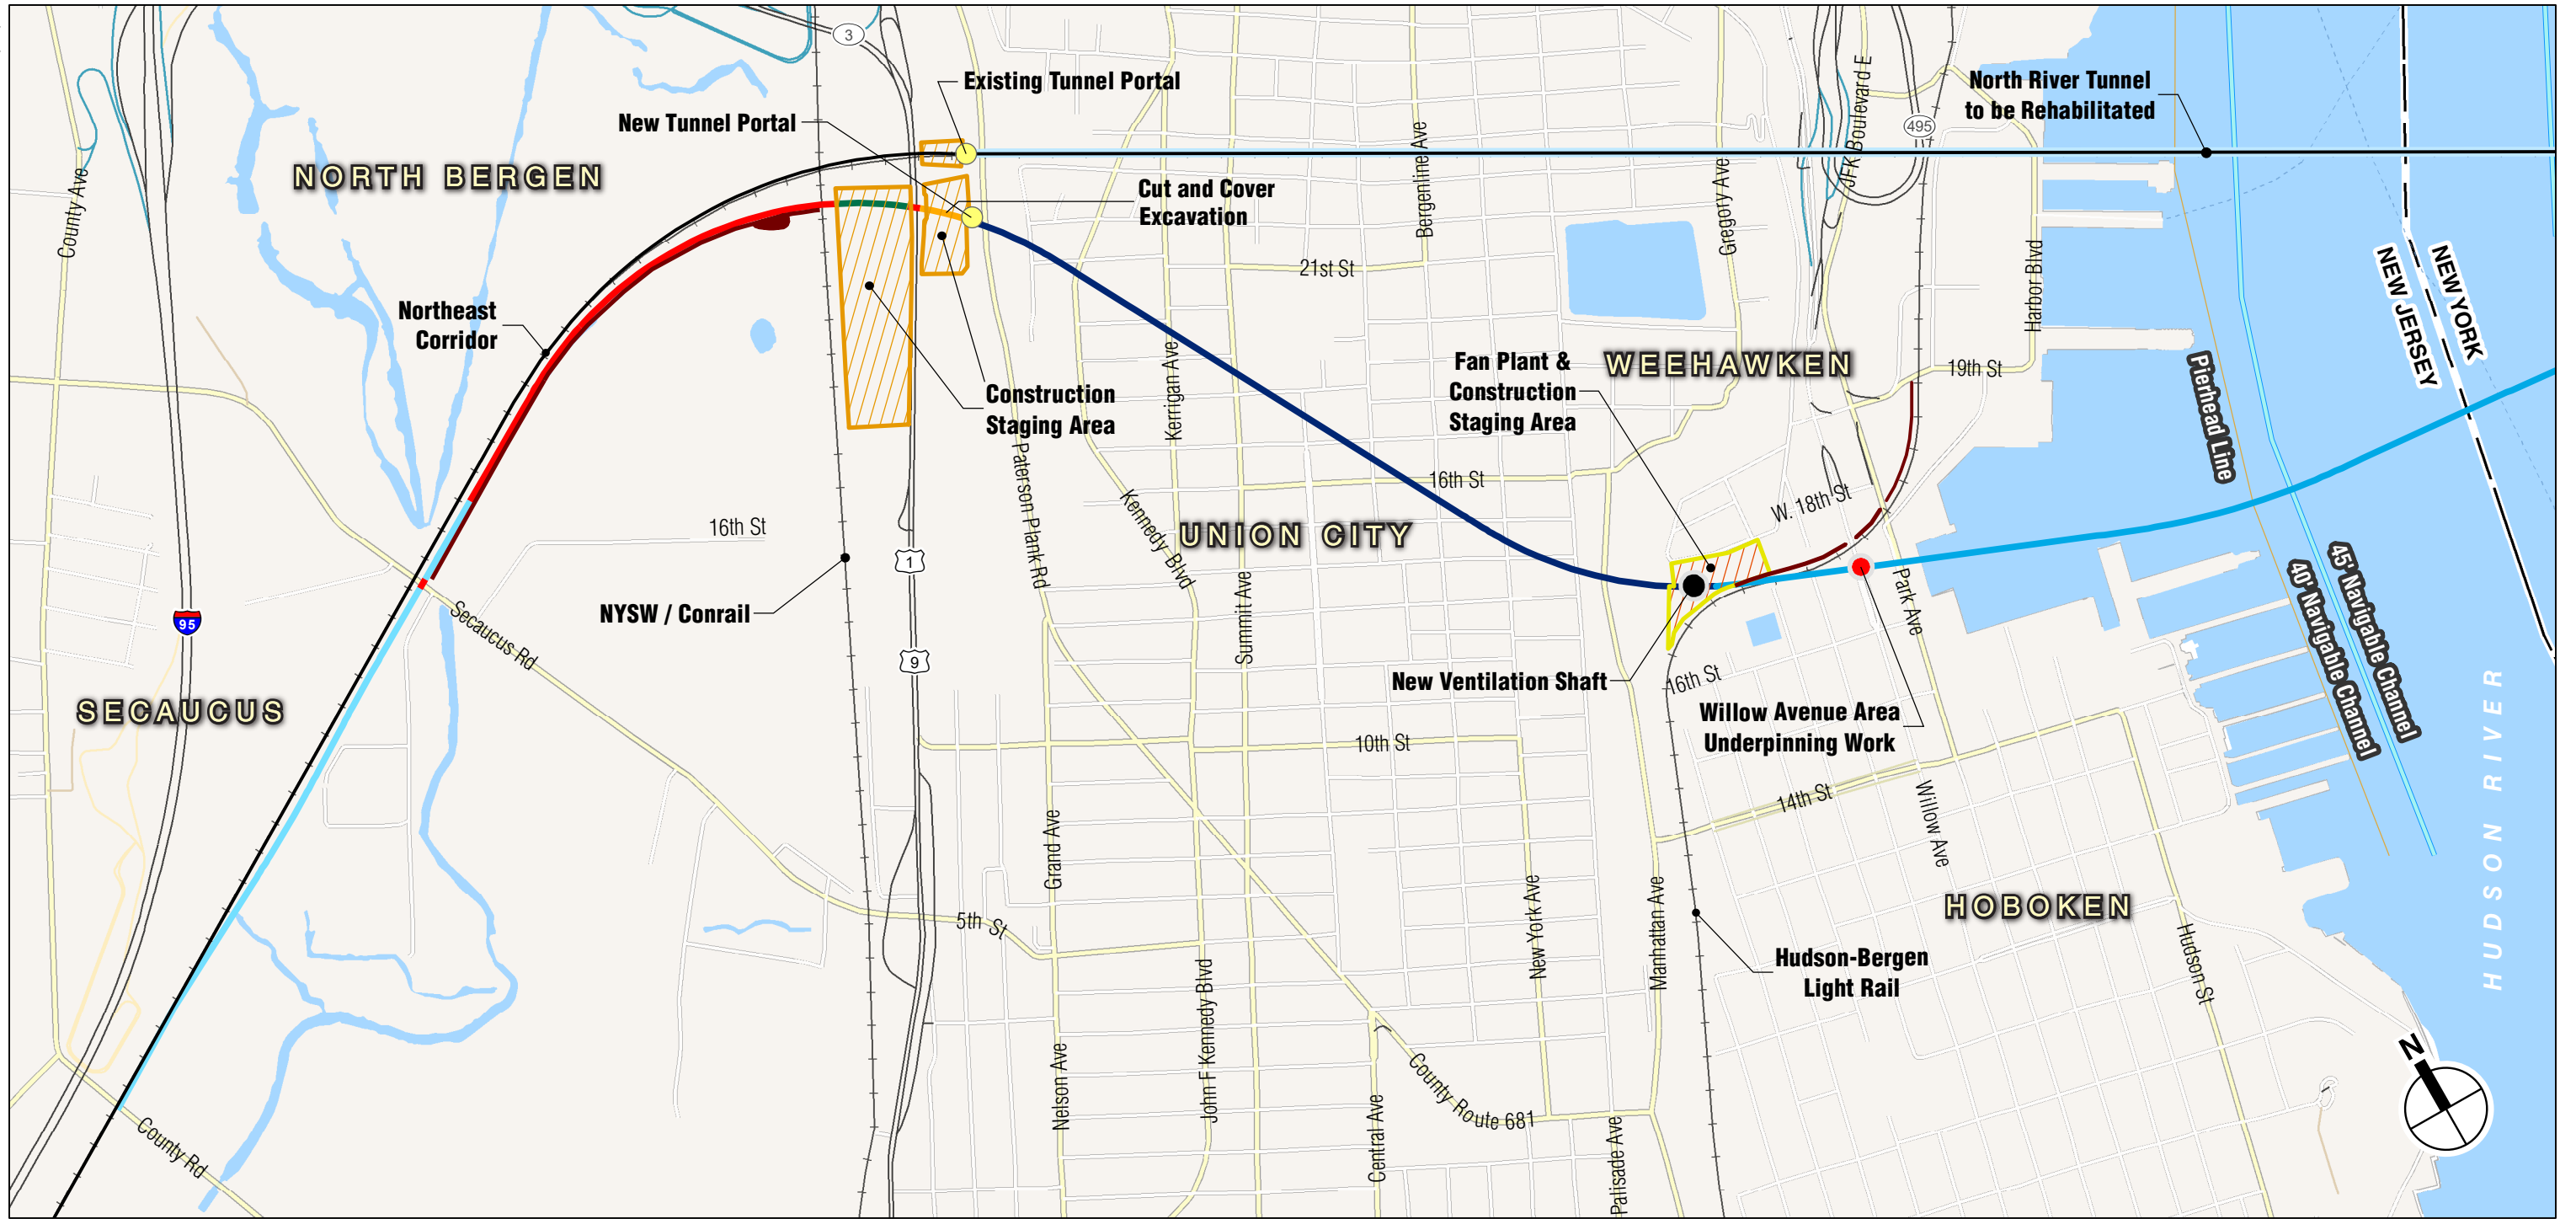 3
Existing Tunnel Portal
New Tunnel Portal
North River Tunnel
to be Rehabilitated
JFK Boulevard E
495
NORTH BERGEN
County Ave
Cut and Cover
Excavation
Bergenline Ave
Gregory Ave
21st St
Harbor Blvd
NEW YORK
NEW JERSEY
Northeast
Corridor
Kerrigan Ave
Construction
Staging Area
Fan Plant &
Construction
Staging Area
WEEHAWKEN
19th St
Pierhead Line
16th St
Paterson Plank Rd
Kennedy Blvd
UNION CITY
W. 18th St
16th St
1
NYSW / Conrail
95
Secaucus Rd
9
Summit Ave
Park Ave
45' Navigable Channel
40' Navigable Channel
New Ventilation Shaft
16th St
SECAUCUS
Willow Avenue Area
Underpinning Work
10th St
14th St
Willow Ave
HUDSON RIVER
Grand Ave
5th St
New York Ave
Manhattan Ave
HOBOKEN
Hudson St
Hudson-Bergen
Light Rail
Nelson Ave
John F Kennedy Blvd
Central Ave
County Route 681
Palisade Ave
County Rd
N